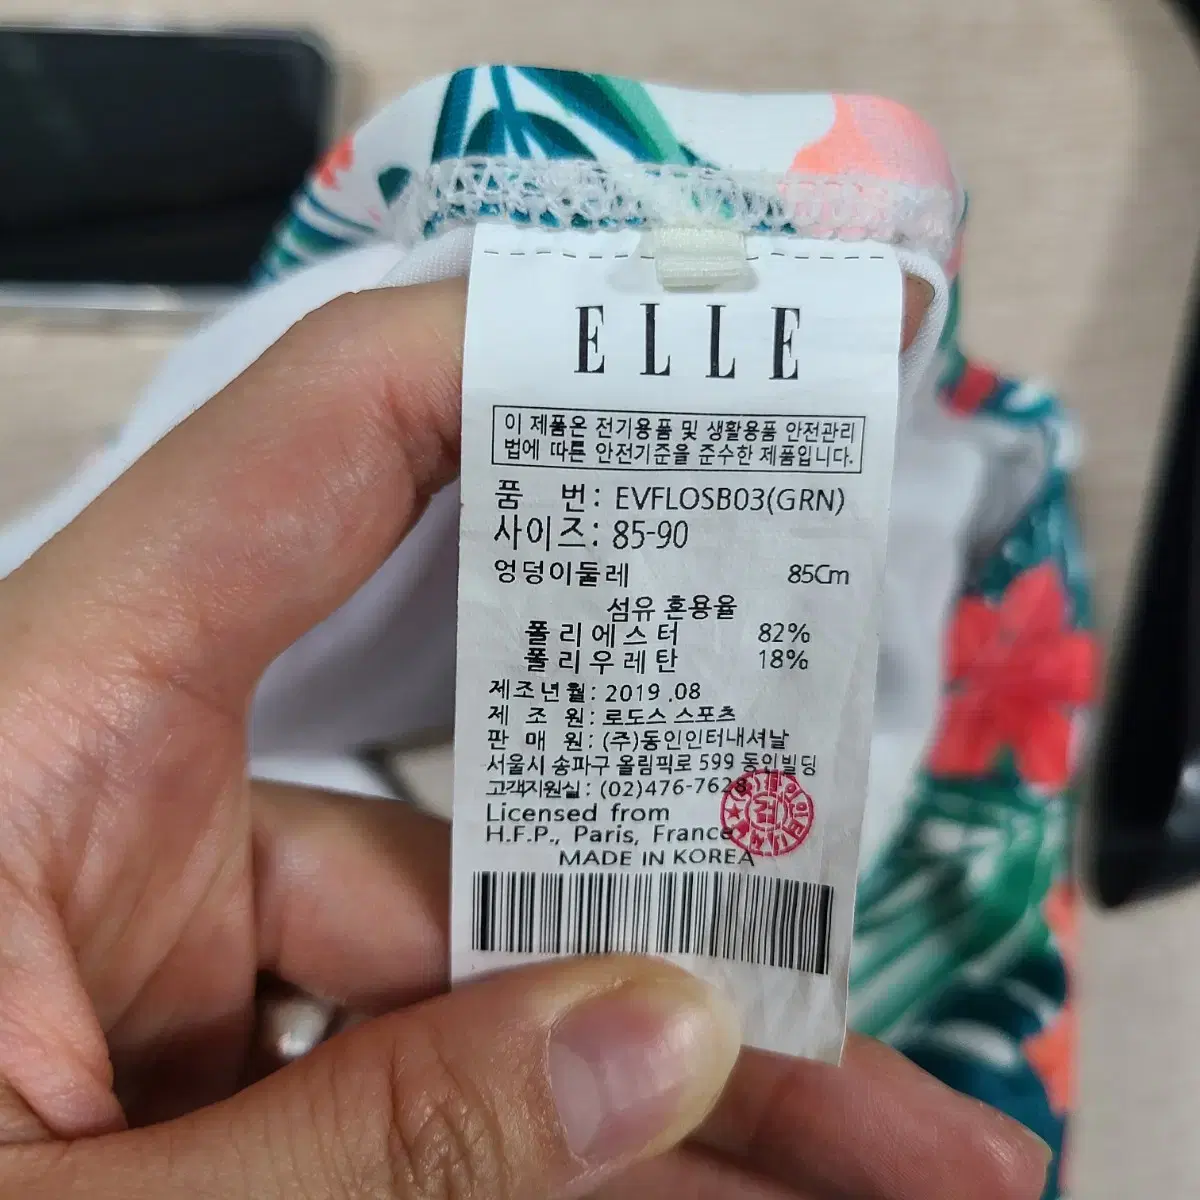 ELLE
이 제품은 전기용품 및 생활용품 안전관리
법에 따른 안전기준을 준수한 제품입니다.
품 번: EVFLOSB03(GRN)
사이즈: 85-90
엉덩이둘레 85Cm
섬유 혼용율
폴리에스터 82%
폴리우레탄 18%
제조년월: 2019.08
제 조 원: 로도스 스포츠
판 매 원: (주)동인인터내셔날
서울시 송파구 올림픽로 599 동인빌딩
고객지원실: (02)476-7628
Licensed from
H.F.P., Paris, France
MADE IN KOREA